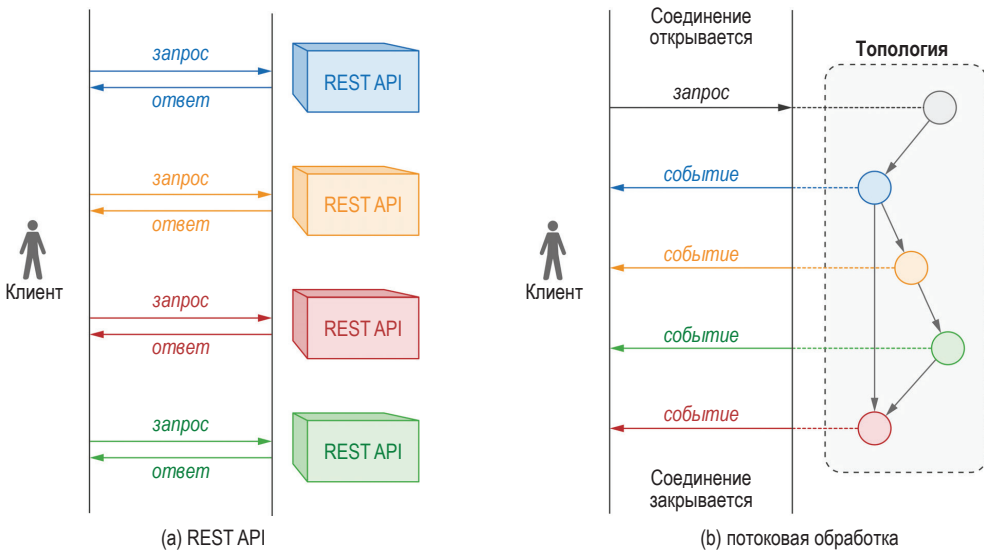 запрос
ответ
REST API
запрос
ответ
REST API
Клиент
запрос
ответ
REST API
запрос
ответ
REST API
(a) REST API
Соединение
открывается
Топология
запрос
событие
событие
Клиент
событие
событие
Соединение
закрывается
(b) потоковая обработка